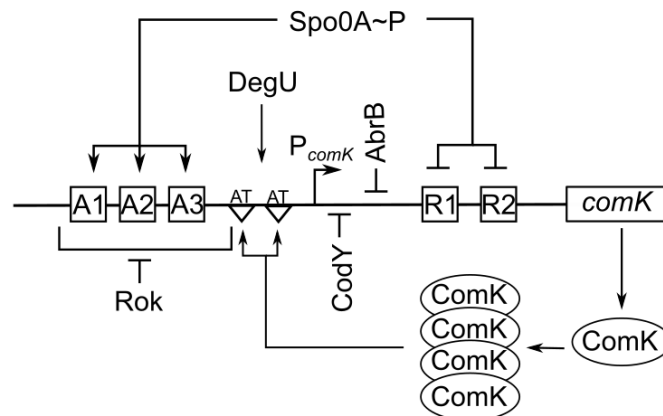 Spo0A~P
DegU
PcomK
AbrB
A1 A2 A3 AT AT R1 R2 comK
Rok
CodY
ComK
ComK
ComK
ComK
ComK